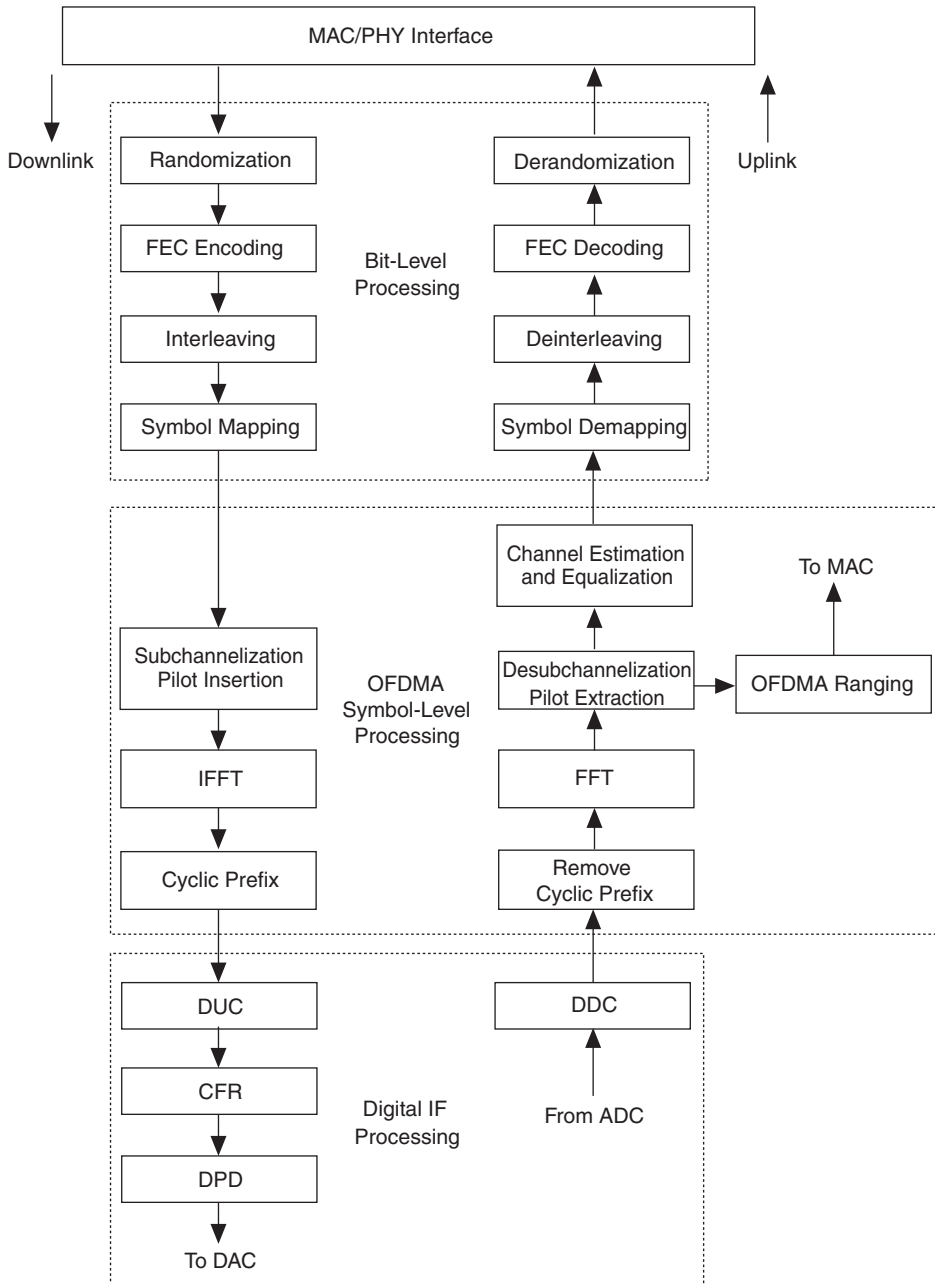 MAC/PHY Interface
Downlink
Uplink
Randomization
Derandomization
FEC Encoding
FEC Decoding
Bit-Level
Processing
Interleaving
Deinterleaving
Symbol Mapping
Symbol Demapping
Channel Estimation
and Equalization
To MAC
Subchannelization
Pilot Insertion
OFDMA
Symbol-Level
Processing
Desubchannelization
Pilot Extraction
OFDMA Ranging
IFFT
FFT
Cyclic Prefix
Remove
Cyclic Prefix
DUC
DDC
CFR
Digital IF
Processing
From ADC
DPD
To DAC